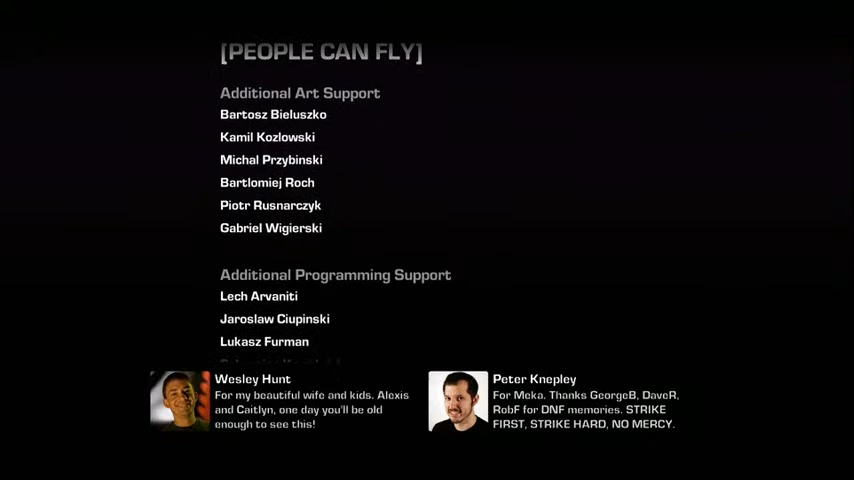 [PEOPLE CAN FLY]
Additional Art Support
Bartosz Bieluszko
Kamil Kozlowski
Michal Przybinski
Bartlomiej Roch
Piotr Rusnarczyk
Gabriel Wigierski
Additional Programming Support
Lech Arvaniti
Jaroslaw Ciupinski
Lukasz Furman
Wesley Hunt
For my beautiful wife and kids. Alexis
and Caitlyn, one day you'll be old
enough to see this!
Peter Knepley
For Meka. Thanks GeorgeB, DaveR,
RobF for DNF memories. STRIKE
FIRST, STRIKE HARD, NO MERCY.